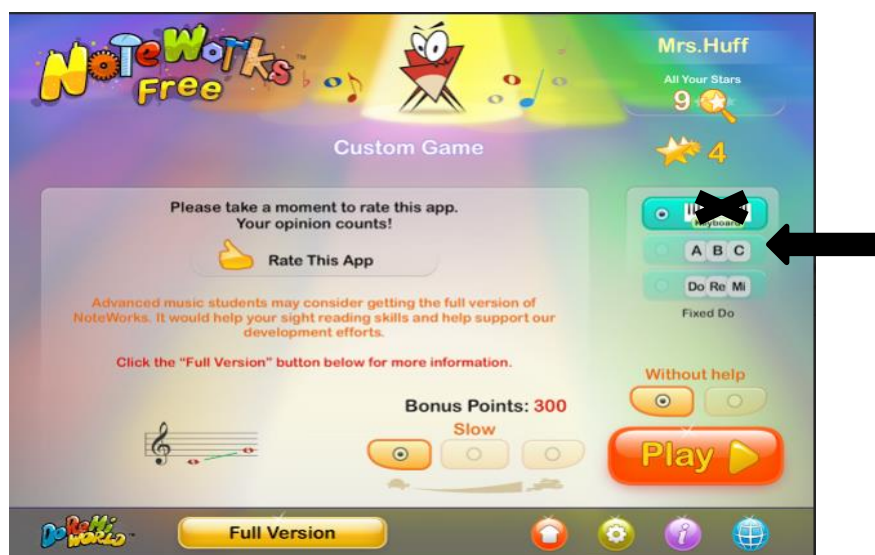 NoteWorks™
Free
Mrs.Huff
All Your Stars
9
4
Custom Game
Please take a moment to rate this app.
Your opinion counts!
Rate This App
Advanced music students may consider getting the full version of
NoteWorks. It would help your sight reading skills and help support our
development efforts.
Click the "Full Version" button below for more information.
Keyboard
A B C
Do Re Mi
Fixed Do
Without help
Bonus Points: 300
Slow
Play
DoReMi
WORLD™
Full Version
i